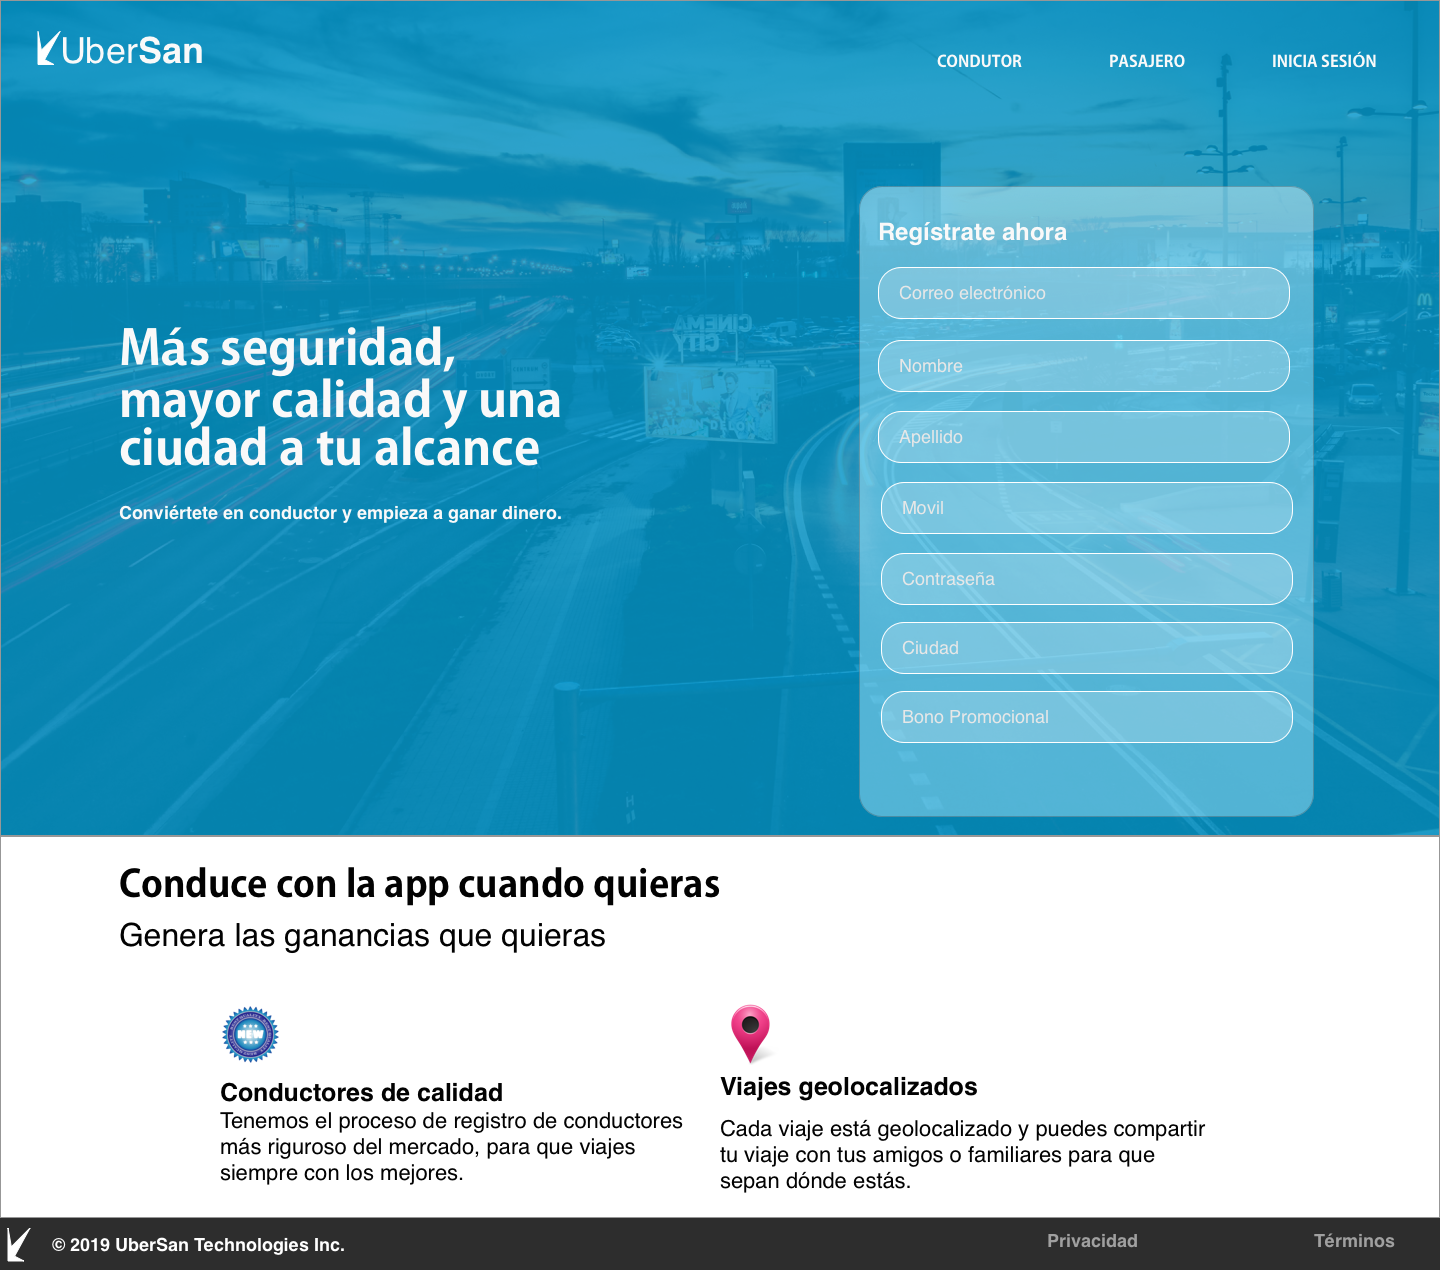 UberSan
CONDUTOR PASAJERO INICIA SESIÓN
Más seguridad,
mayor calidad y una
ciudad a tu alcance
Conviértete en conductor y empieza a ganar dinero.
CINEMA
CITY
Regístrate ahora
Correo electrónico
Nombre
Apellido
Movil
Contraseña
Ciudad
Bono Promocional
Conduce con la app cuando quieras
Genera las ganancias que quieras
NEW
Conductores de calidad
Tenemos el proceso de registro de conductores
más riguroso del mercado, para que viajes
siempre con los mejores.
Viajes geolocalizados
Cada viaje está geolocalizado y puedes compartir
tu viaje con tus amigos o familiares para que
sepan dónde estás.
© 2019 UberSan Technologies Inc.
Privacidad Términos